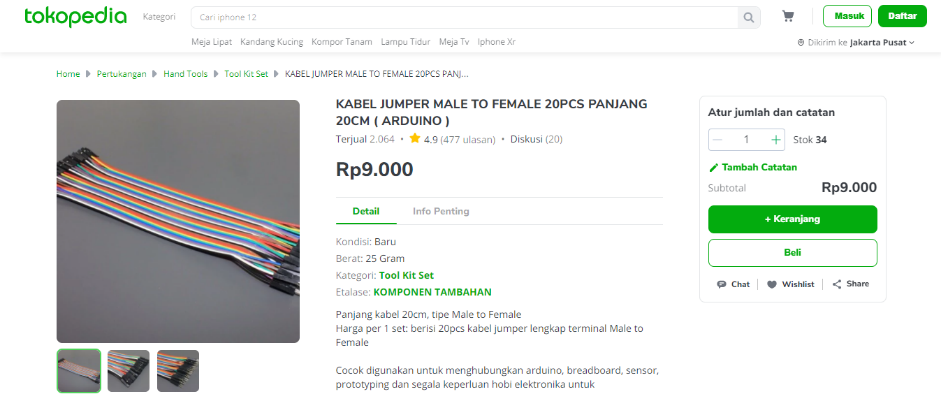 tokopedia
Kategori
Cari iphone 12
Masuk
Daftar
Meja Lipat Kandang Kucing Kompor Tanam Lampu Tidur Meja Tv Iphone Xr
Dikirim ke Jakarta Pusat
Home Pertukangan Hand Tools Tool Kit Set KABEL JUMPER MALE TO FEMALE 20PCS PANJ...
KABEL JUMPER MALE TO FEMALE 20PCS PANJANG
20CM ( ARDUINO )
Terjual 2.064 • 4.9 (477 ulasan) • Diskusi (20)
Rp9.000
Detail Info Penting
Kondisi: Baru
Berat: 25 Gram
Kategori: Tool Kit Set
Etalase: KOMPONEN TAMBAHAN
Panjang kabel 20cm, tipe Male to Female
Harga per 1 set: berisi 20pcs kabel jumper lengkap terminal Male to
Female
Cocok digunakan untuk menghubungkan arduino, breadboard, sensor,
prototyping dan segala keperluan hobi elektronika untuk
Atur jumlah dan catatan
1 Stok 34
Tambah Catatan
Subtotal Rp9.000
+ Keranjang
Beli
Chat Wishlist Share